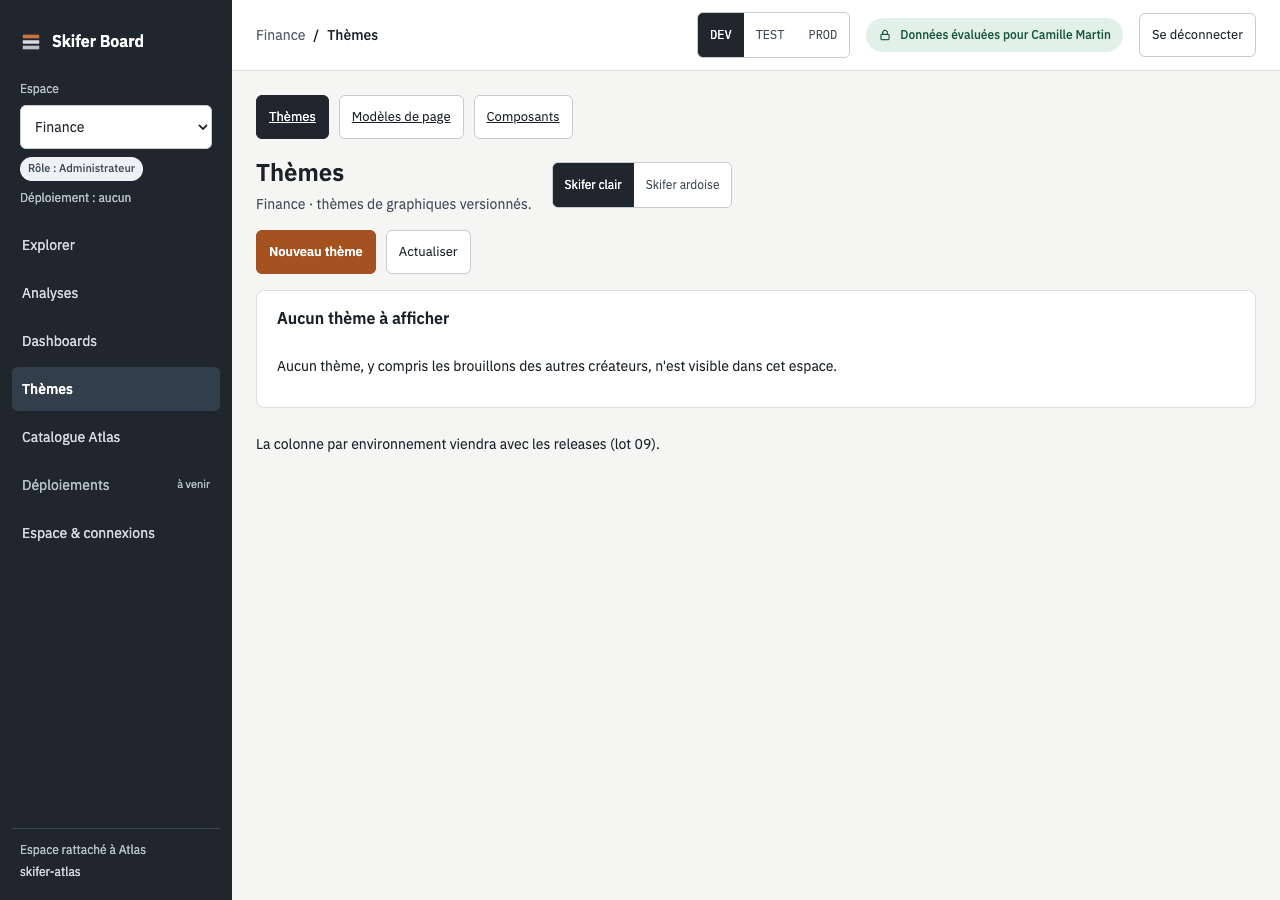 Skifer Board
Espace
Finance
Rôle : Administrateur
Déploiement : aucun
Explorer
Analyses
Dashboards
Thèmes
Catalogue Atlas
Déploiements à venir
Espace & connexions
Espace rattaché à Atlas
skifer-atlas
Finance / Thèmes
DEV TEST PROD
Données évaluées pour Camille Martin
Se déconnecter
Thèmes Modèles de page Composants
Thèmes
Finance · thèmes de graphiques versionnés.
Skifer clair Skifer ardoise
Nouveau thème Actualiser
Aucun thème à afficher
Aucun thème, y compris les brouillons des autres créateurs, n'est visible dans cet espace.
La colonne par environnement viendra avec les releases (lot 09).